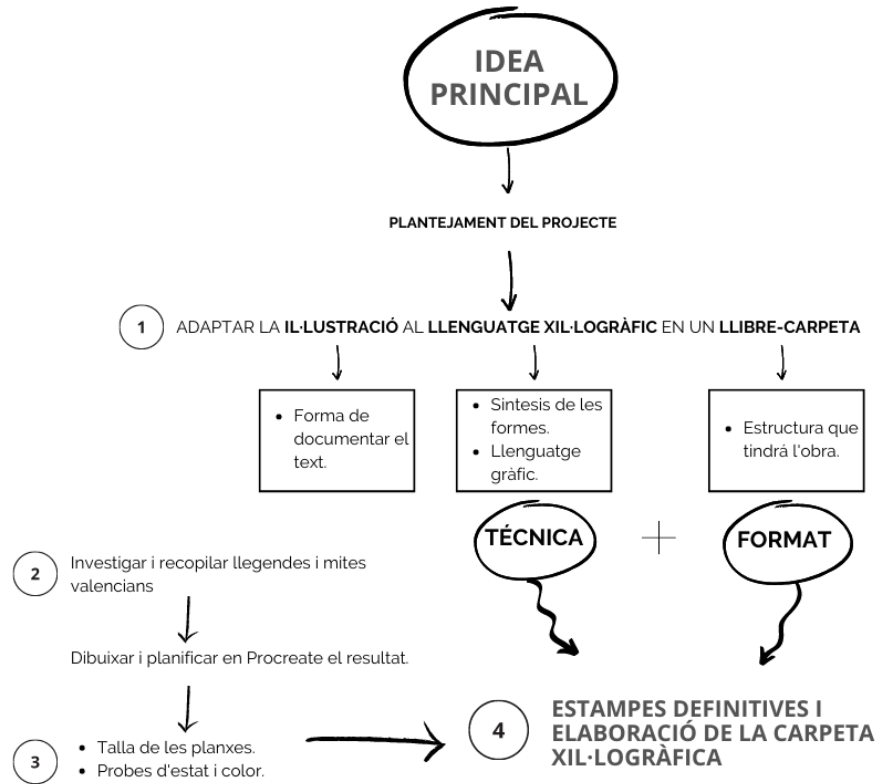 IDEA
PRINCIPAL
PLANTEJAMENT DEL PROJECTE
1 ADAPTAR LA IL·LUSTRACIÓ AL LLENGUATGE XIL·LOGRÀFIC EN UN LLIBRE-CARPETA
• Forma de
documentar el
text.
• Sintesis de les
formes.
• Llenguatge
gràfic.
• Estructura que
tindrá l'obra.
TÉCNICA + FORMAT
2 Investigar i recopilar llegendes i mites
valencians
Dibuixar i planificar en Procreate el resultat.
3
• Talla de les planxes.
• Probes d'estat i color.
4 ESTAMPES DEFINITIVES I
ELABORACIÓ DE LA CARPETA
XIL·LOGRÀFICA